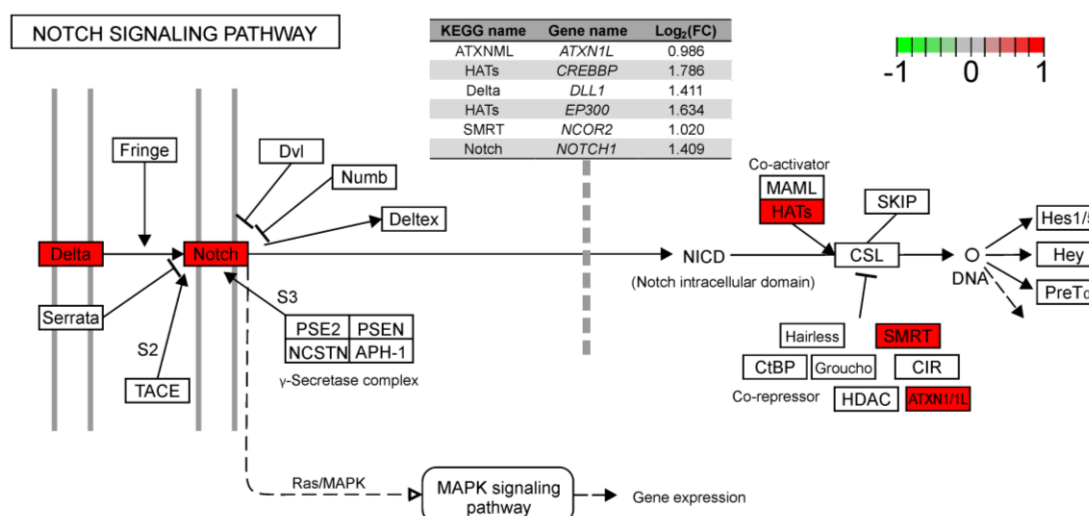 NOTCH SIGNALING PATHWAY
KEGG name Gene name Log₂(FC)
ATXNML ATXN1L 0.986
HATs CREBBP 1.786
Delta DLL1 1.411
HATs EP300 1.634
SMRT NCOR2 1.020
Notch NOTCH1 1.409
-1 0 1
Fringe
Dvl
Numb
Deltex
Delta
Notch
Serrata
S2
TACE
S3
PSE2 PSEN
NCSTN APH-1
γ-Secretase complex
NICD
(Notch intracellular domain)
Co-activator
MAML
HATs
SKIP
CSL
DNA
Hes1/5
Hey
PreTα
Hairless
SMRT
CtBP
Groucho
CIR
Co-repressor
HDAC
ATXN1/1L
Ras/MAPK
MAPK signaling
pathway
Gene expression